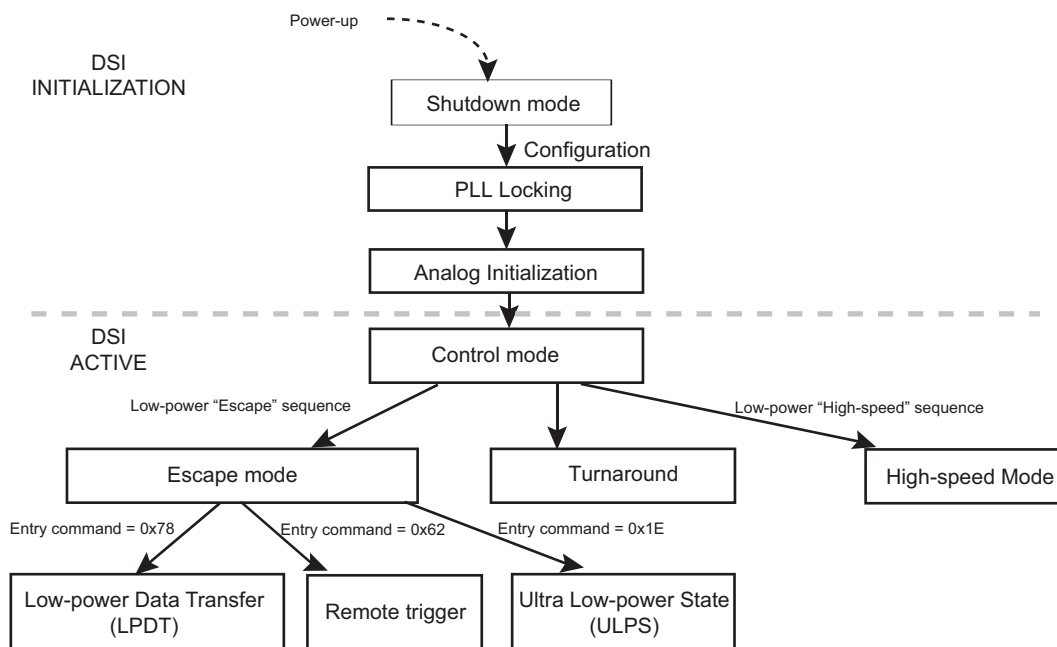 Power-up
DSI
INITIALIZATION
Shutdown mode
Configuration
PLL Locking
Analog Initialization
DSI
ACTIVE
Control mode
Low-power “Escape” sequence
Low-power “High-speed” sequence
Escape mode
Turnaround
High-speed Mode
Entry command = 0x78
Entry command = 0x62
Entry command = 0x1E
Low-power Data Transfer
(LPDT)
Remote trigger
Ultra Low-power State
(ULPS)